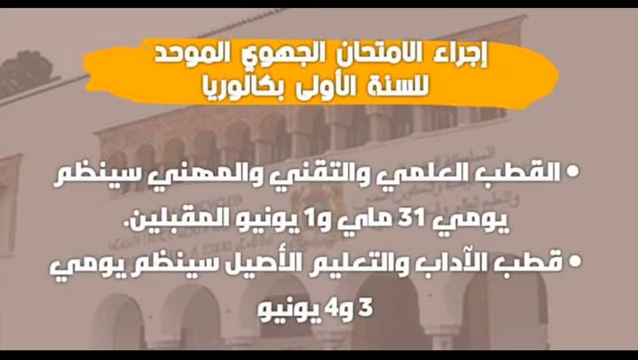 إجراء الامتحان الجهوي الموحد
للسنة الأولى بكالوريا
• القطب العلمي والتقني والمهني سينظم
يومي 31 ماي و1 يونيو المقبلين.
• قطب الآداب والتعليم الأصيل سينظم يومي
3 و4 يونيو